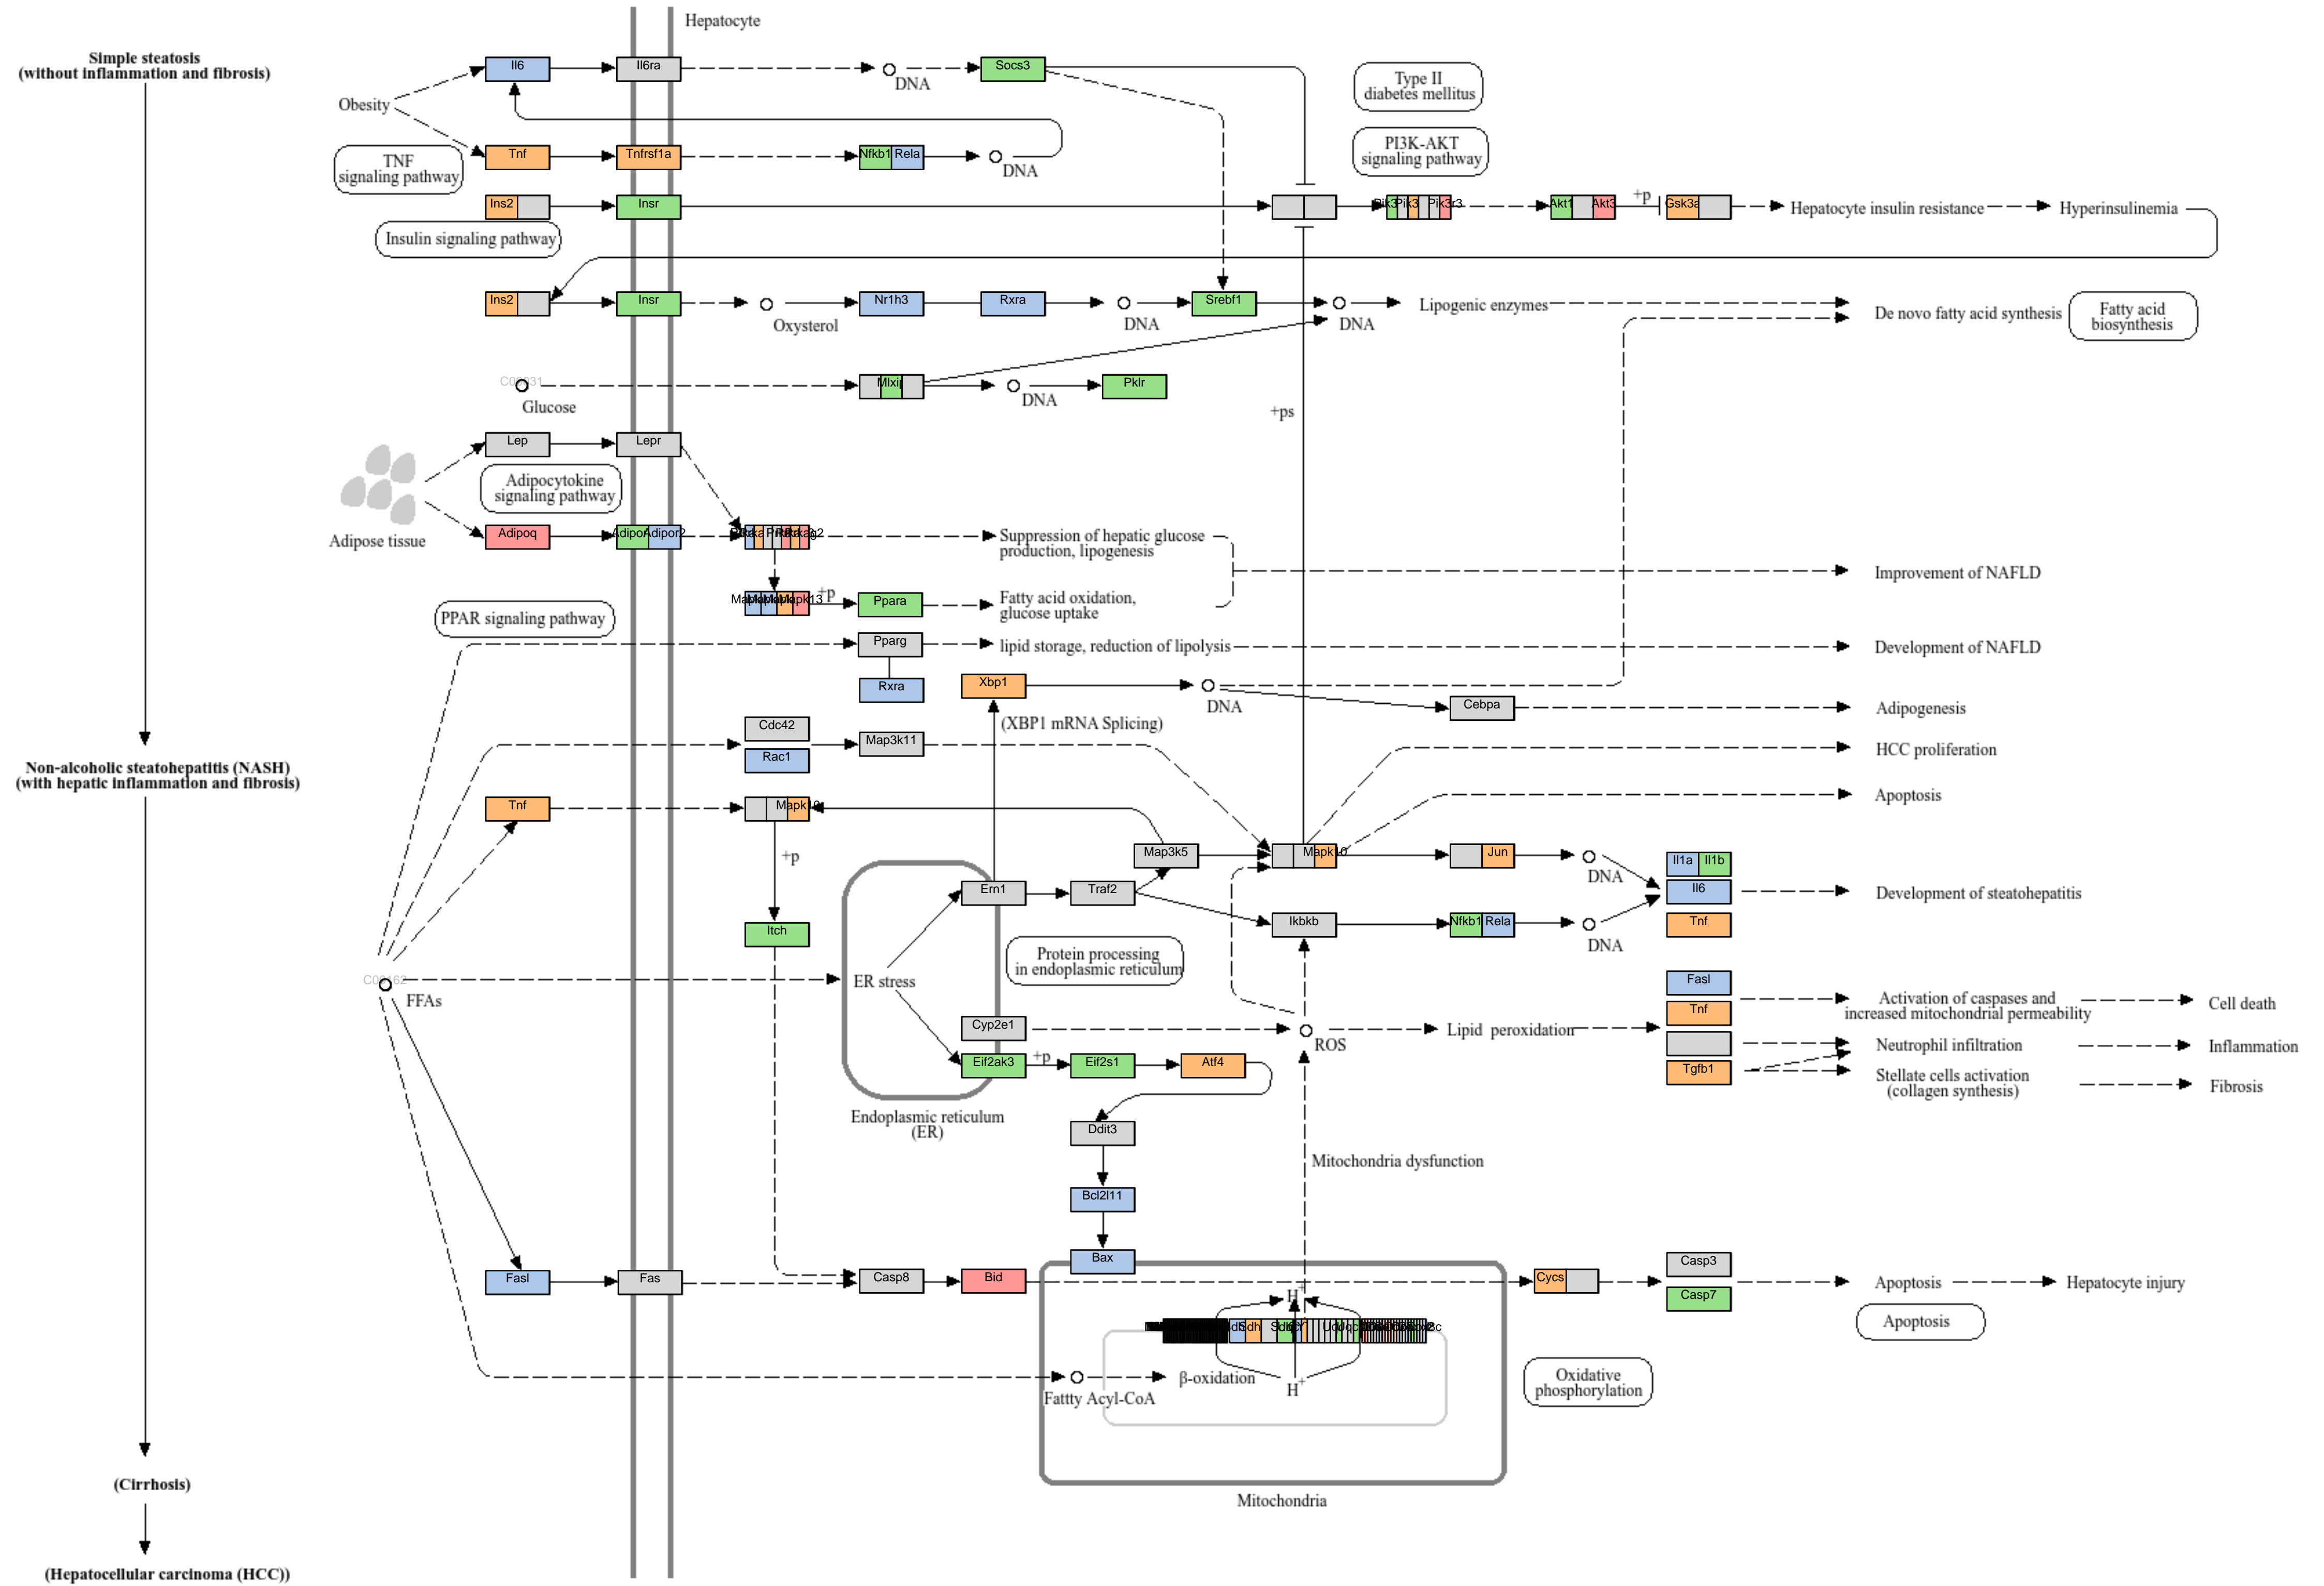 Hepatocyte
Simple steatosis
(without inflammation and fibrosis)
Il6
Il6ra
DNA
Socs3
Type II
diabetes mellitus
Obesity
TNF
signaling pathway
Tnf
Tnfrsf1a
Nfkb1
Rela
DNA
PI3K-AKT
signaling pathway
Ins2
Insr
Pik3r3
Akt1
Akt3
+p
Gsk3a
Hepatocyte insulin resistance
Hyperinsulinemia
Insulin signaling pathway
Ins2
Insr
Oxysterol
Nr1h3
Rxra
DNA
Srebf1
DNA
Lipogenic enzymes
De novo fatty acid synthesis
Fatty acid
biosynthesis
Glucose
DNA
Pklr
+ps
Lep
Lepr
Adipocytokine
signaling pathway
Adipose tissue
Adipoq
Adipor2
Suppression of hepatic glucose
production, lipogenesis
Improvement of NAFLD
Mapk13
+p
Ppara
Fatty acid oxidation,
glucose uptake
PPAR signaling pathway
Pparg
lipid storage, reduction of lipolysis
Development of NAFLD
Rxra
Xbp1
DNA
(XBP1 mRNA Splicing)
Cebpa
Adipogenesis
Cdc42
Rac1
Map3k11
HCC proliferation
Non-alcoholic steatohepatitis (NASH)
(with hepatic inflammation and fibrosis)
Tnf
Mapk10
Apoptosis
+p
Map3k5
Mapk10
Jun
DNA
Il1a
Il1b
Il6
Tnf
Development of steatohepatitis
Ern1
Traf2
Ikbkb
Nfkb1
Rela
DNA
Itch
Protein processing
in endoplasmic reticulum
ER stress
FFAs
Cyp2e1
ROS
Lipid peroxidation
Fasl
Tnf
Activation of caspases and
increased mitochondrial permeability
Cell death
Neutrophil infiltration
Inflammation
Tgfb1
Stellate cells activation
(collagen synthesis)
Fibrosis
Eif2ak3
+p
Eif2s1
Atf4
Endoplasmic reticulum
(ER)
Ddit3
Mitochondria dysfunction
Bcl2l11
Bax
Fasl
Fas
Casp8
Bid
Cycs
Casp3
Casp7
Apoptosis
Hepatocyte injury
Apoptosis
H+
Fattty Acyl-CoA
β-oxidation
H+
Oxidative
phosphorylation
Mitochondria
(Cirrhosis)
(Hepatocellular carcinoma (HCC))